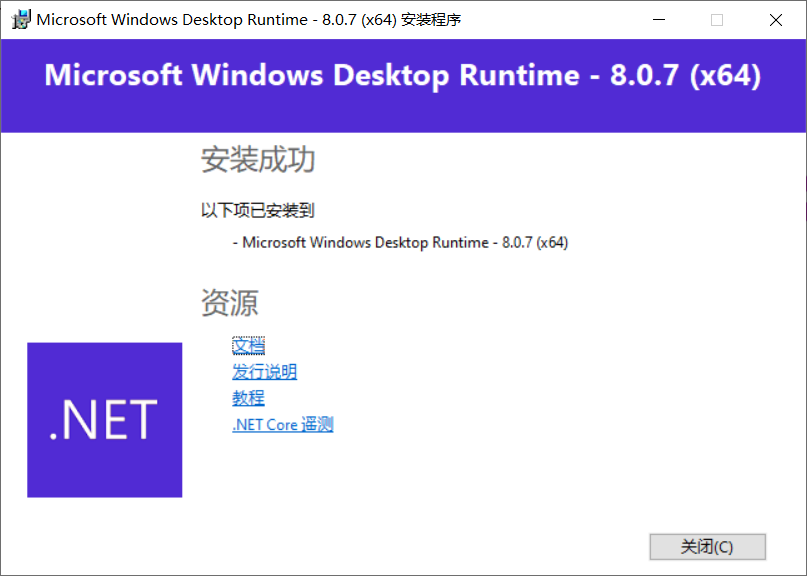 Microsoft Windows Desktop Runtime - 8.0.7 (x64) 安装程序
Microsoft Windows Desktop Runtime - 8.0.7 (x64)
安装成功
以下项已安装到
- Microsoft Windows Desktop Runtime - 8.0.7 (x64)
资源
文档
发行说明
教程
.NET Core 遥测
.NET
关闭(C)